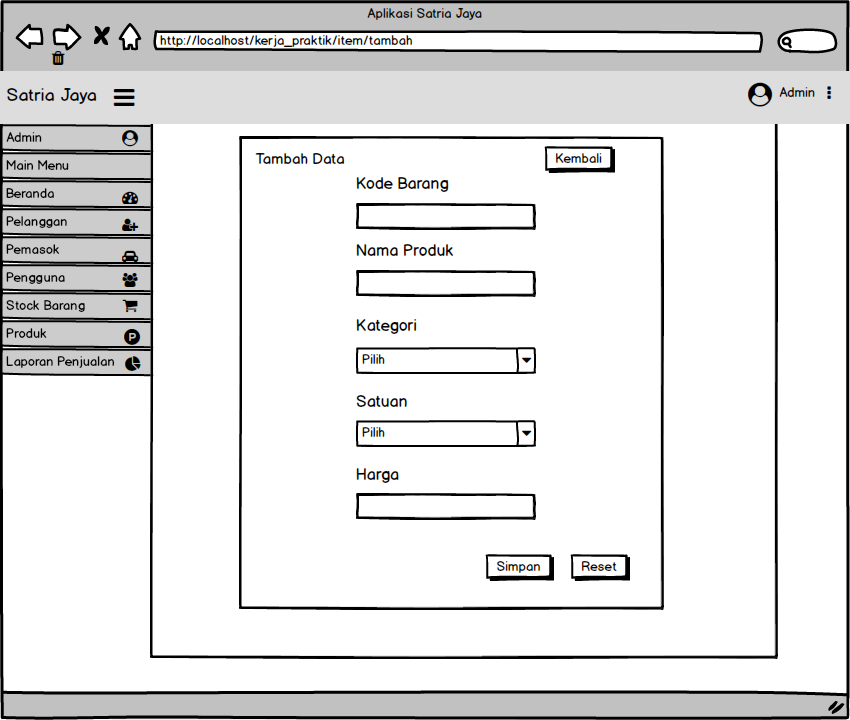 Aplikasi Satria Jaya
http://localhost/kerja_praktik/item/tambah
Satria Jaya
Admin
Admin
Main Menu
Beranda
Pelanggan
Pemasok
Pengguna
Stock Barang
Produk
P
Laporan Penjualan
Tambah Data
Kembali
Kode Barang
Nama Produk
Kategori
Pilih
Satuan
Pilih
Harga
Simpan
Reset